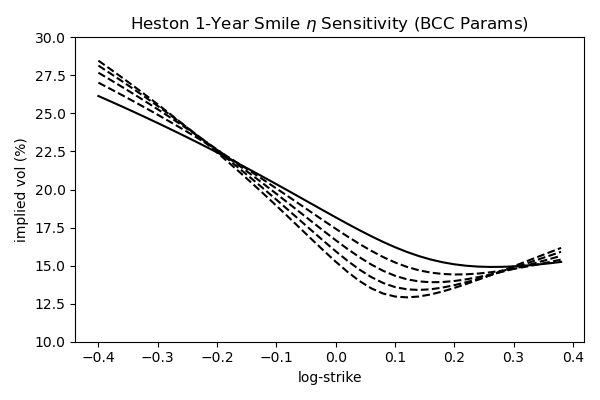 Heston 1-Year Smile η Sensitivity (BCC Params)
30.0
27.5
25.0
22.5
20.0
17.5
15.0
12.5
10.0
implied vol (%)
−0.4 −0.3 −0.2 −0.1 0.0 0.1 0.2 0.3 0.4
log-strike